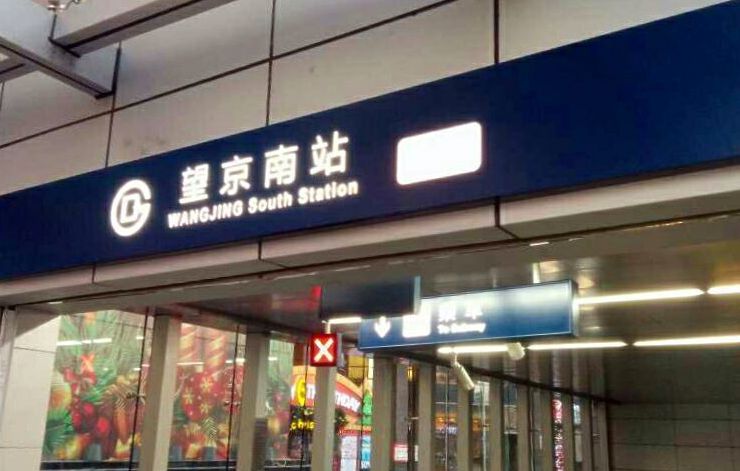 望京南站
WANGJING South Station
乘车
To Subway